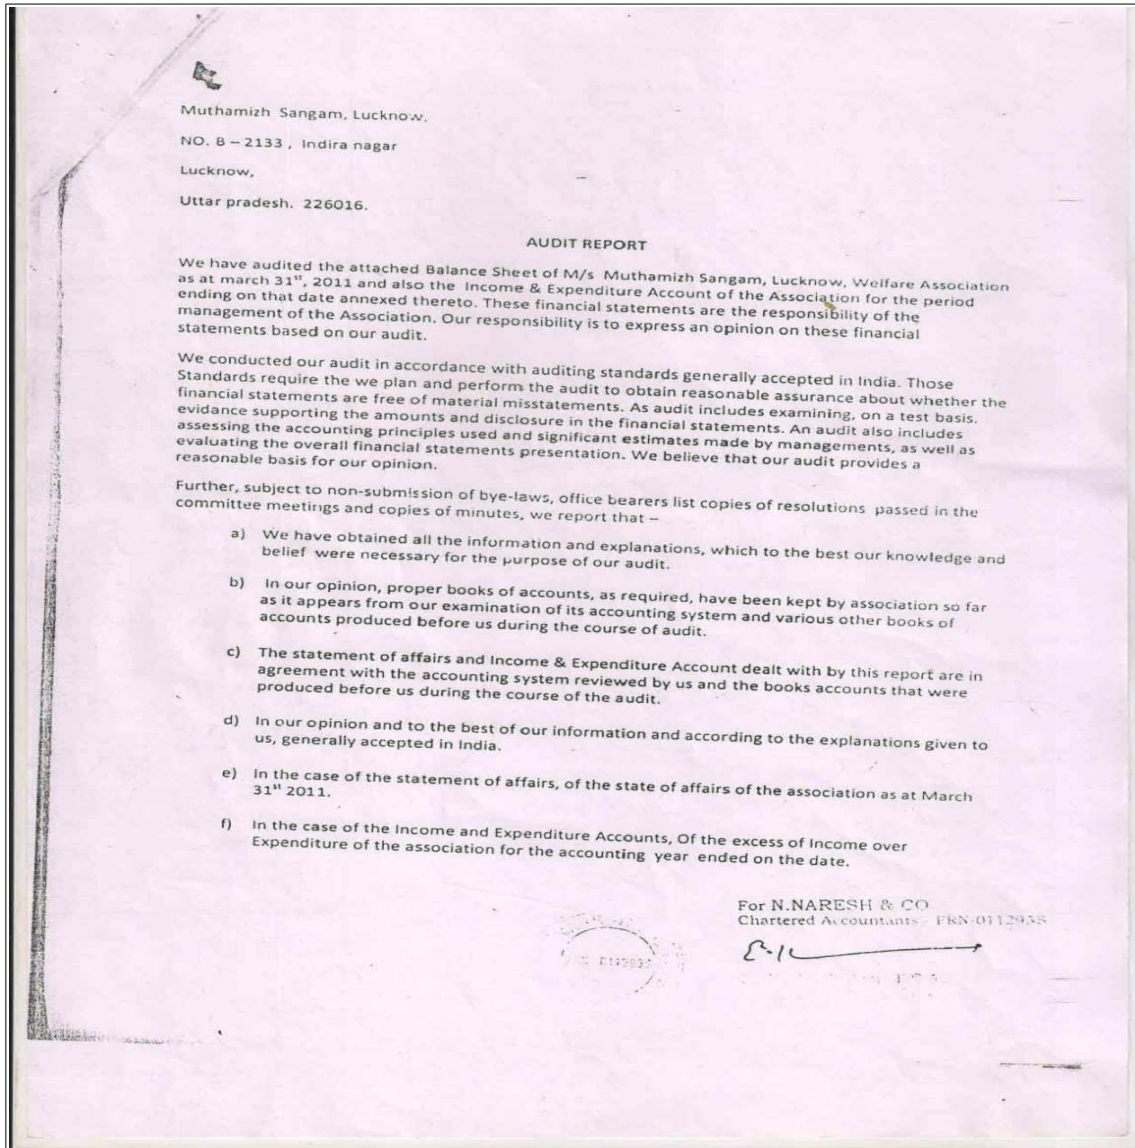 Muthamizh Sangam, Lucknow,
NO. B – 2133 , Indira nagar
Lucknow,
Uttar pradesh. 226016.
AUDIT REPORT
We have audited the attached Balance Sheet of M/s Muthamizh Sangam, Lucknow, Welfare Association
as at march 31st, 2011 and also the Income & Expenditure Account of the Association for the period
ending on that date annexed thereto. These financial statements are the responsibility of the
management of the Association. Our responsibility is to express an opinion on these financial
statements based on our audit.
We conducted our audit in accordance with auditing standards generally accepted in India. Those
Standards require the we plan and perform the audit to obtain reasonable assurance about whether the
financial statements are free of material misstatements. As audit includes examining, on a test basis.
evidence supporting the amounts and disclosure in the financial statements. An audit also includes
assessing the accounting principles used and significant estimates made by managements, as well as
evaluating the overall financial statements presentation. We believe that our audit provides a
reasonable basis for our opinion.
Further, subject to non-submission of bye-laws, office bearers list copies of resolutions passed in the
committee meetings and copies of minutes, we report that –
a) We have obtained all the information and explanations, which to the best our knowledge and
belief were necessary for the purpose of our audit.
b) In our opinion, proper books of accounts, as required, have been kept by association so far
as it appears from our examination of its accounting system and various other books of
accounts produced before us during the course of audit.
c) The statement of affairs and Income & Expenditure Account dealt with by this report are in
agreement with the accounting system reviewed by us and the books accounts that were
produced before us during the course of the audit.
d) In our opinion and to the best of our information and according to the explanations given to
us, generally accepted in India.
e) In the case of the statement of affairs, of the state of affairs of the association as at March
31st 2011.
f) In the case of the Income and Expenditure Accounts, Of the excess of Income over
Expenditure of the association for the accounting year ended on the date.
For N.NARESH & CO
Chartered Accountants - FRN-011293S